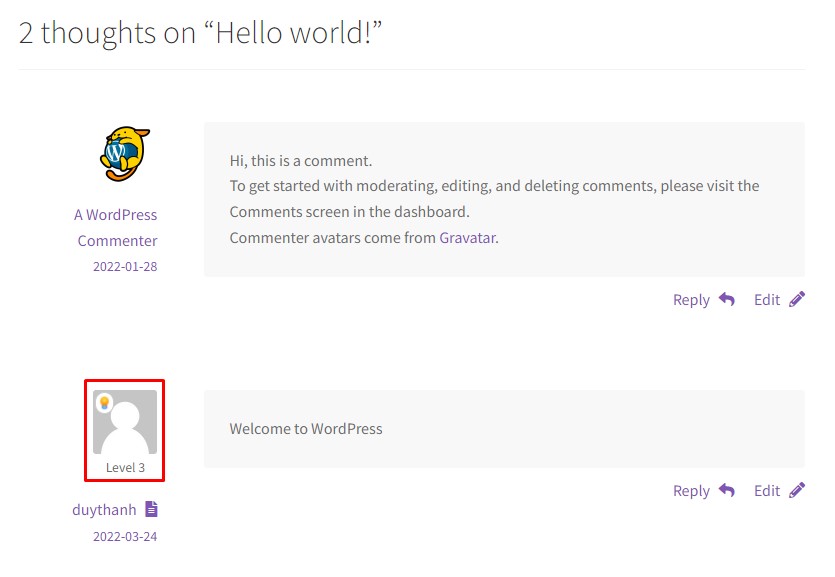 2 thoughts on “Hello world!”
Hi, this is a comment.
To get started with moderating, editing, and deleting comments, please visit the
Comments screen in the dashboard.
Commenter avatars come from Gravatar.
A WordPress
Commenter
2022-01-28
Reply Edit
Level 3
Welcome to WordPress
duythanh
2022-03-24
Reply Edit